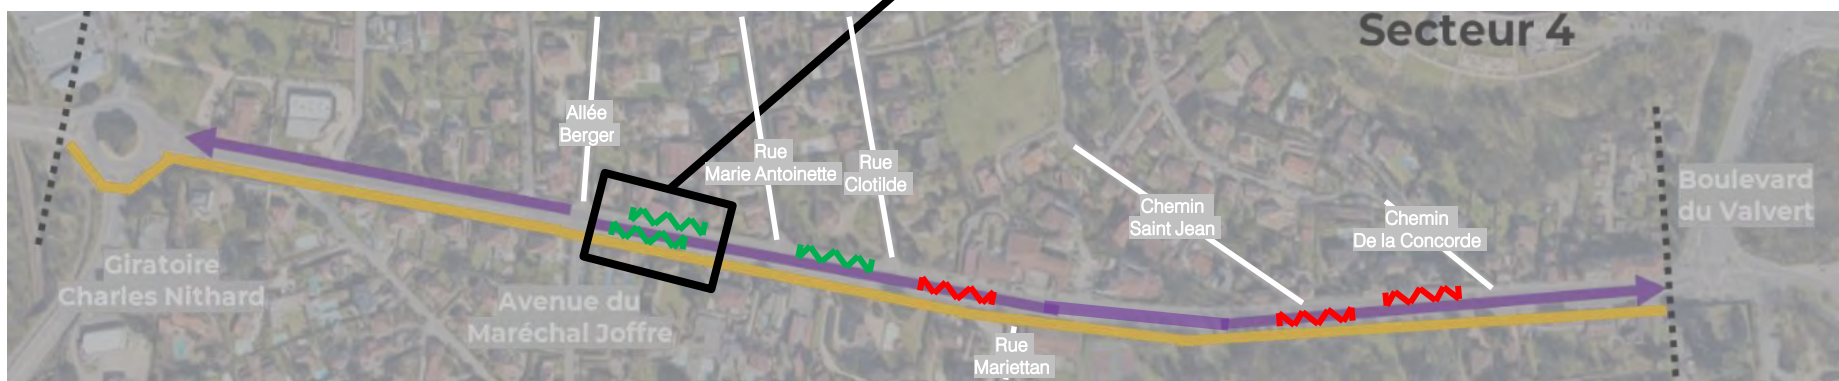 Secteur 4
Allée
Berger
Rue
Marie Antoinette
Rue
Clotilde
Chemin
Saint Jean
Chemin
De la Concorde
Boulevard
du Valvert
Giratoire
Charles Nithard
Avenue du
Maréchal Joffre
Rue
Mariettan